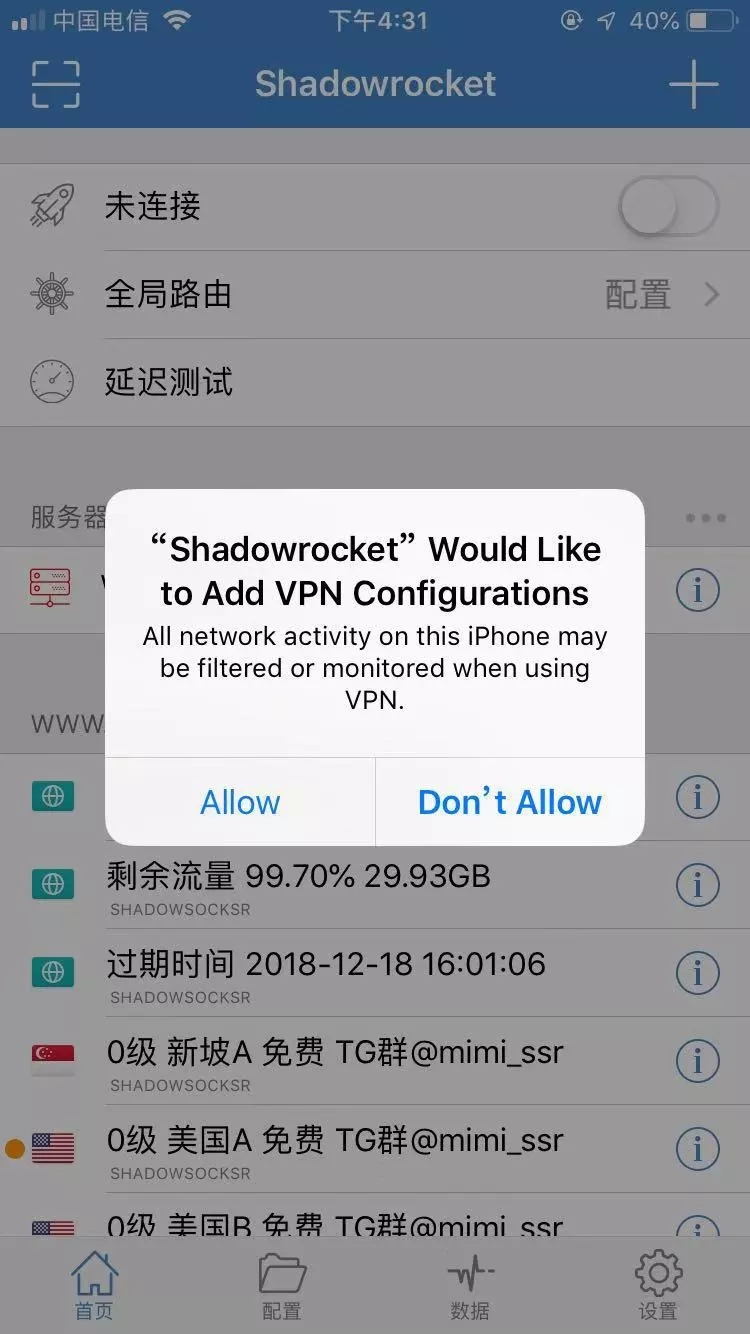 中国电信 下午4:31 40%
Shadowrocket
未连接
全局路由 配置
延迟测试
服务器
“Shadowrocket” Would Like
to Add VPN Configurations
All network activity on this iPhone may
be filtered or monitored when using
VPN.
WWW.
Allow Don’t Allow
剩余流量 99.70% 29.93GB
SHADOWSOCKSR
过期时间 2018-12-18 16:01:06
SHADOWSOCKSR
0级 新坡A 免费 TG群@mimi_ssr
SHADOWSOCKSR
0级 美国A 免费 TG群@mimi_ssr
SHADOWSOCKSR
0级 美国B 免费 TG群@mimi_ssr
首页 配置 数据 设置